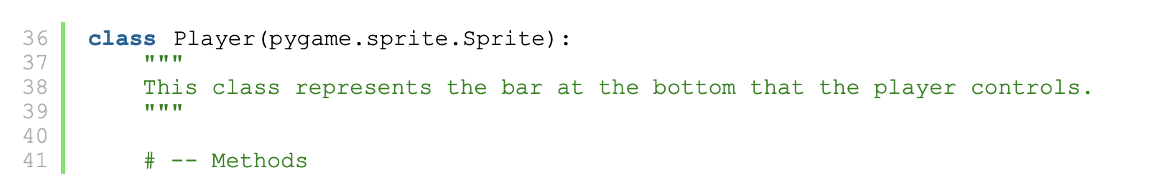 36 class Player(pygame.sprite.Sprite):
37     """
38     This class represents the bar at the bottom that the player controls.
39     """
40
41     # -- Methods